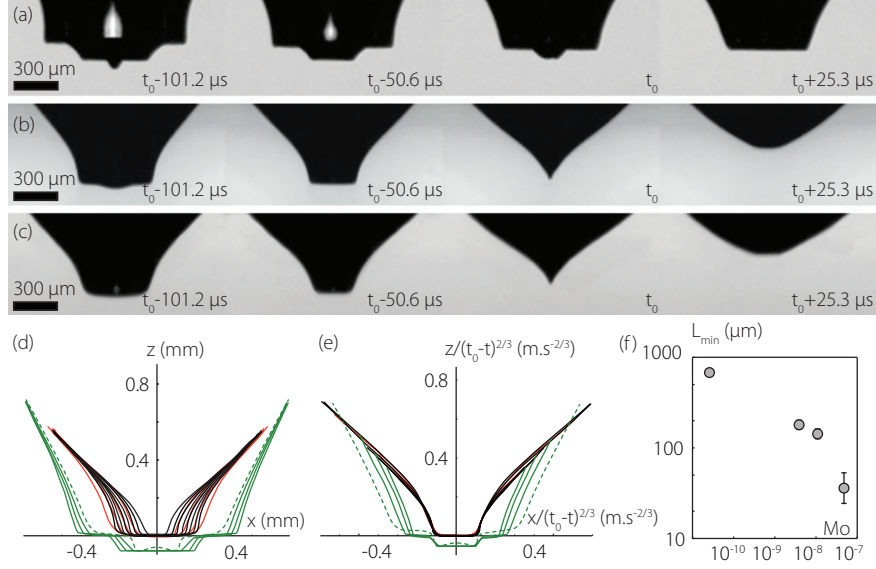 (a)
300 µm
t0-101.2 µs
t0-50.6 µs
t0
t0+25.3 µs
(b)
300 µm
t0-101.2 µs
t0-50.6 µs
t0
t0+25.3 µs
(c)
300 µm
t0-101.2 µs
t0-50.6 µs
t0
t0+25.3 µs
(d)
z (mm)
0.8
0.4
x (mm)
-0.4
0.4
(e)
z/(t0-t)2/3 (m.s-2/3)
0.8
0.4
x/(t0-t)2/3 (m.s-2/3)
-0.4
0.4
(f)
Lmin (µm)
1000
100
10
Mo
10-10
10-9
10-8
10-7